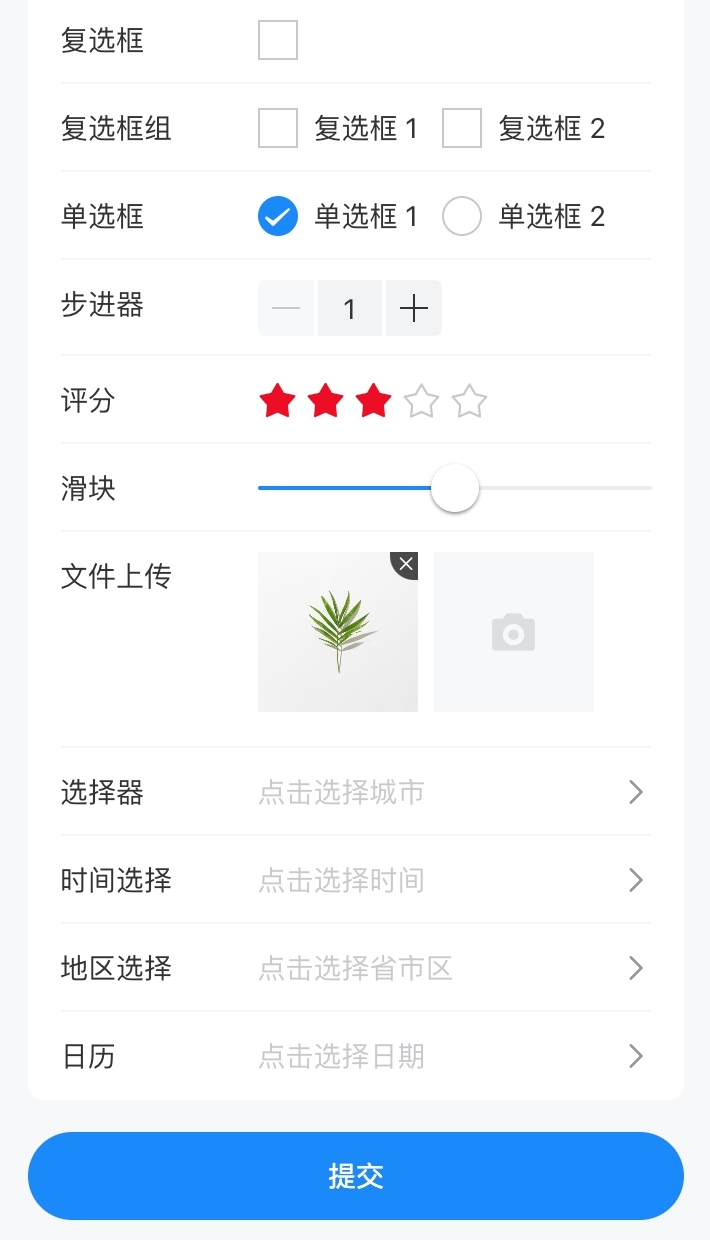 复选框
复选框组 复选框 1 复选框 2
单选框 单选框 1 单选框 2
步进器 1
评分
滑块
文件上传
选择器 点击选择城市
时间选择 点击选择时间
地区选择 点击选择省市区
日历 点击选择日期
提交